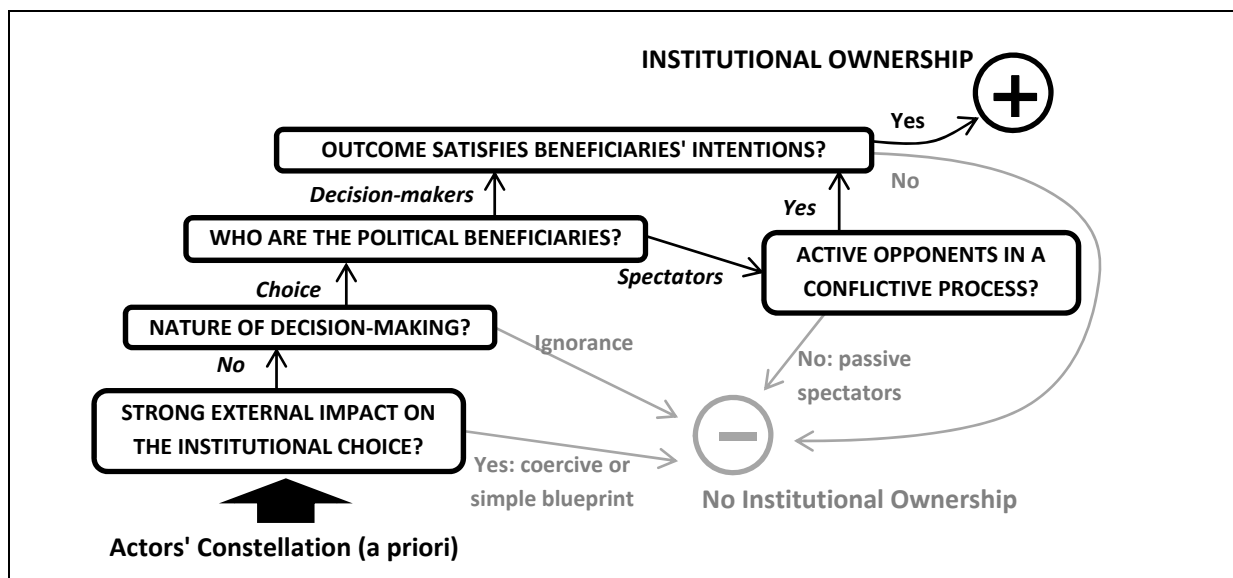 INSTITUTIONAL OWNERSHIP
+
Yes
OUTCOME SATISFIES BENEFICIARIES' INTENTIONS?
No
Decision-makers
Yes
WHO ARE THE POLITICAL BENEFICIARIES?
ACTIVE OPPONENTS IN A
CONFLICTIVE PROCESS?
Spectators
Choice
NATURE OF DECISION-MAKING?
Ignorance
No: passive
spectators
No
STRONG EXTERNAL IMPACT ON
THE INSTITUTIONAL CHOICE?
−
Yes: coercive or
simple blueprint
No Institutional Ownership
Actors' Constellation (a priori)